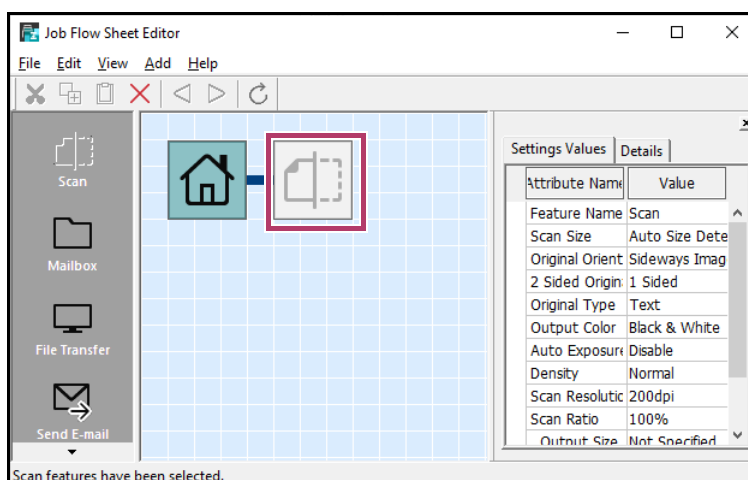 Job Flow Sheet Editor
File Edit View Add Help
Scan
Mailbox
File Transfer
Send E-mail
Settings Values Details
Attribute Name Value
Feature Name Scan
Scan Size Auto Size Dete
Original Orient Sideways Imag
2 Sided Origin 1 Sided
Original Type Text
Output Color Black & White
Auto Exposure Disable
Density Normal
Scan Resolutic 200dpi
Scan Ratio 100%
Output Size Not Specified
Scan features have been selected.